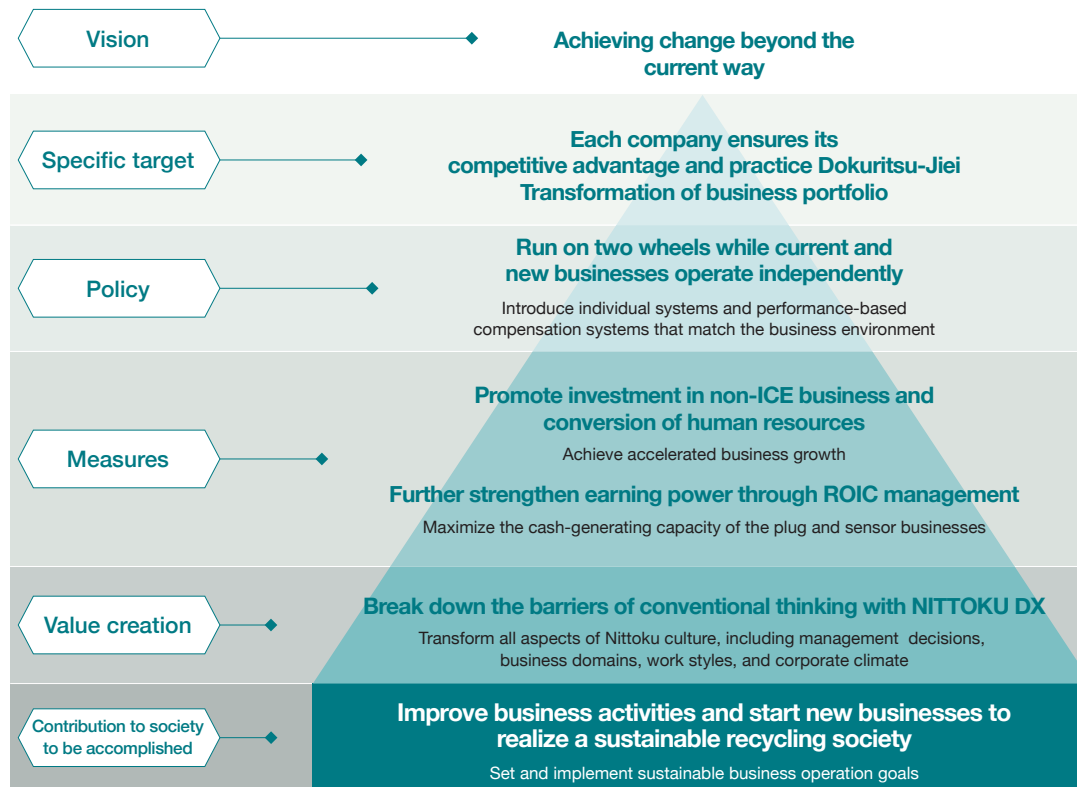 Vision
Achieving change beyond the
current way
Specific target
Each company ensures its
competitive advantage and practice Dokuritsu-Jiei
Transformation of business portfolio
Policy
Run on two wheels while current and
new businesses operate independently
Introduce individual systems and performance-based
compensation systems that match the business environment
Measures
Promote investment in non-ICE business and
conversion of human resources
Achieve accelerated business growth
Further strengthen earning power through ROIC management
Maximize the cash-generating capacity of the plug and sensor businesses
Value creation
Break down the barriers of conventional thinking with NITTOKU DX
Transform all aspects of Nittoku culture, including management decisions,
business domains, work styles, and corporate climate
Contribution to society
to be accomplished
Improve business activities and start new businesses to
realize a sustainable recycling society
Set and implement sustainable business operation goals